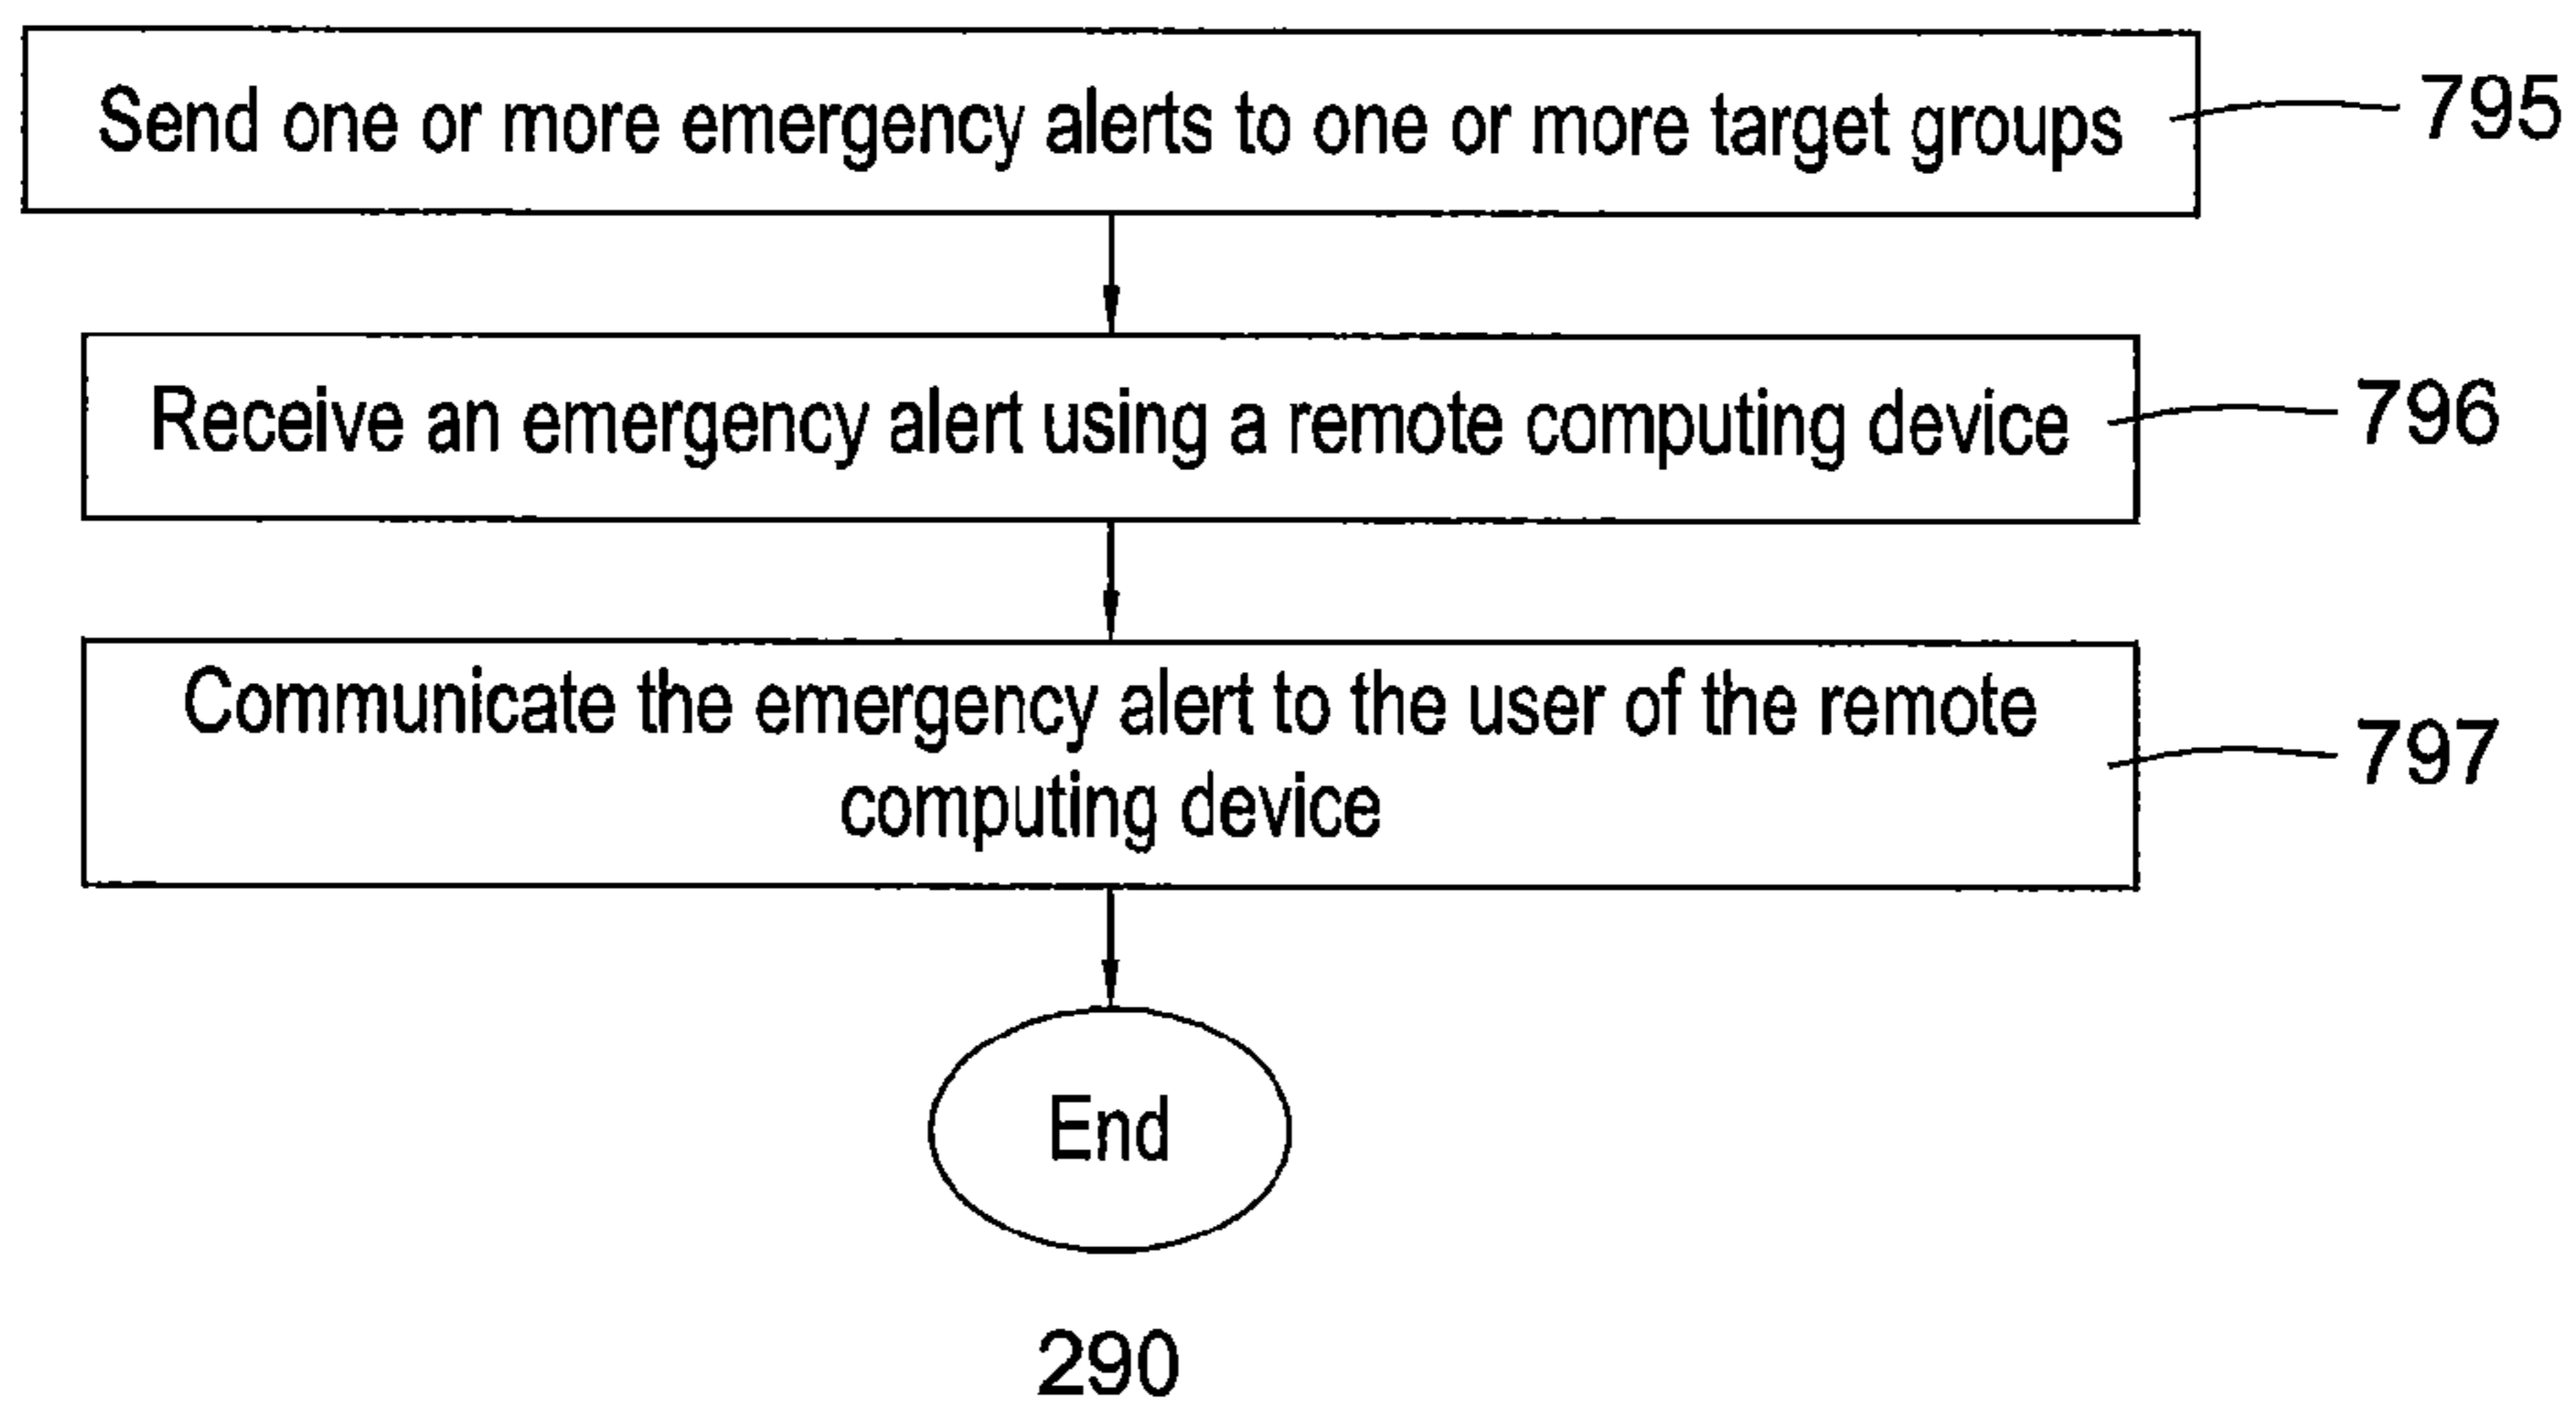 Send one or more emergency alerts to one or more target groups
795
Receive an emergency alert using a remote computing device
796
Communicate the emergency alert to the user of the remote
computing device
797
End
290